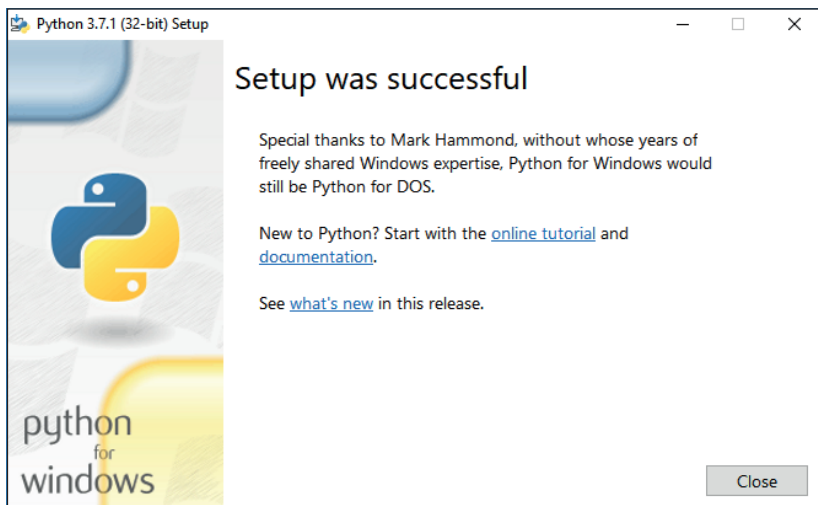 Python 3.7.1 (32-bit) Setup
Setup was successful
Special thanks to Mark Hammond, without whose years of
freely shared Windows expertise, Python for Windows would
still be Python for DOS.
New to Python? Start with the online tutorial and
documentation.
See what's new in this release.
python
for
windows
Close